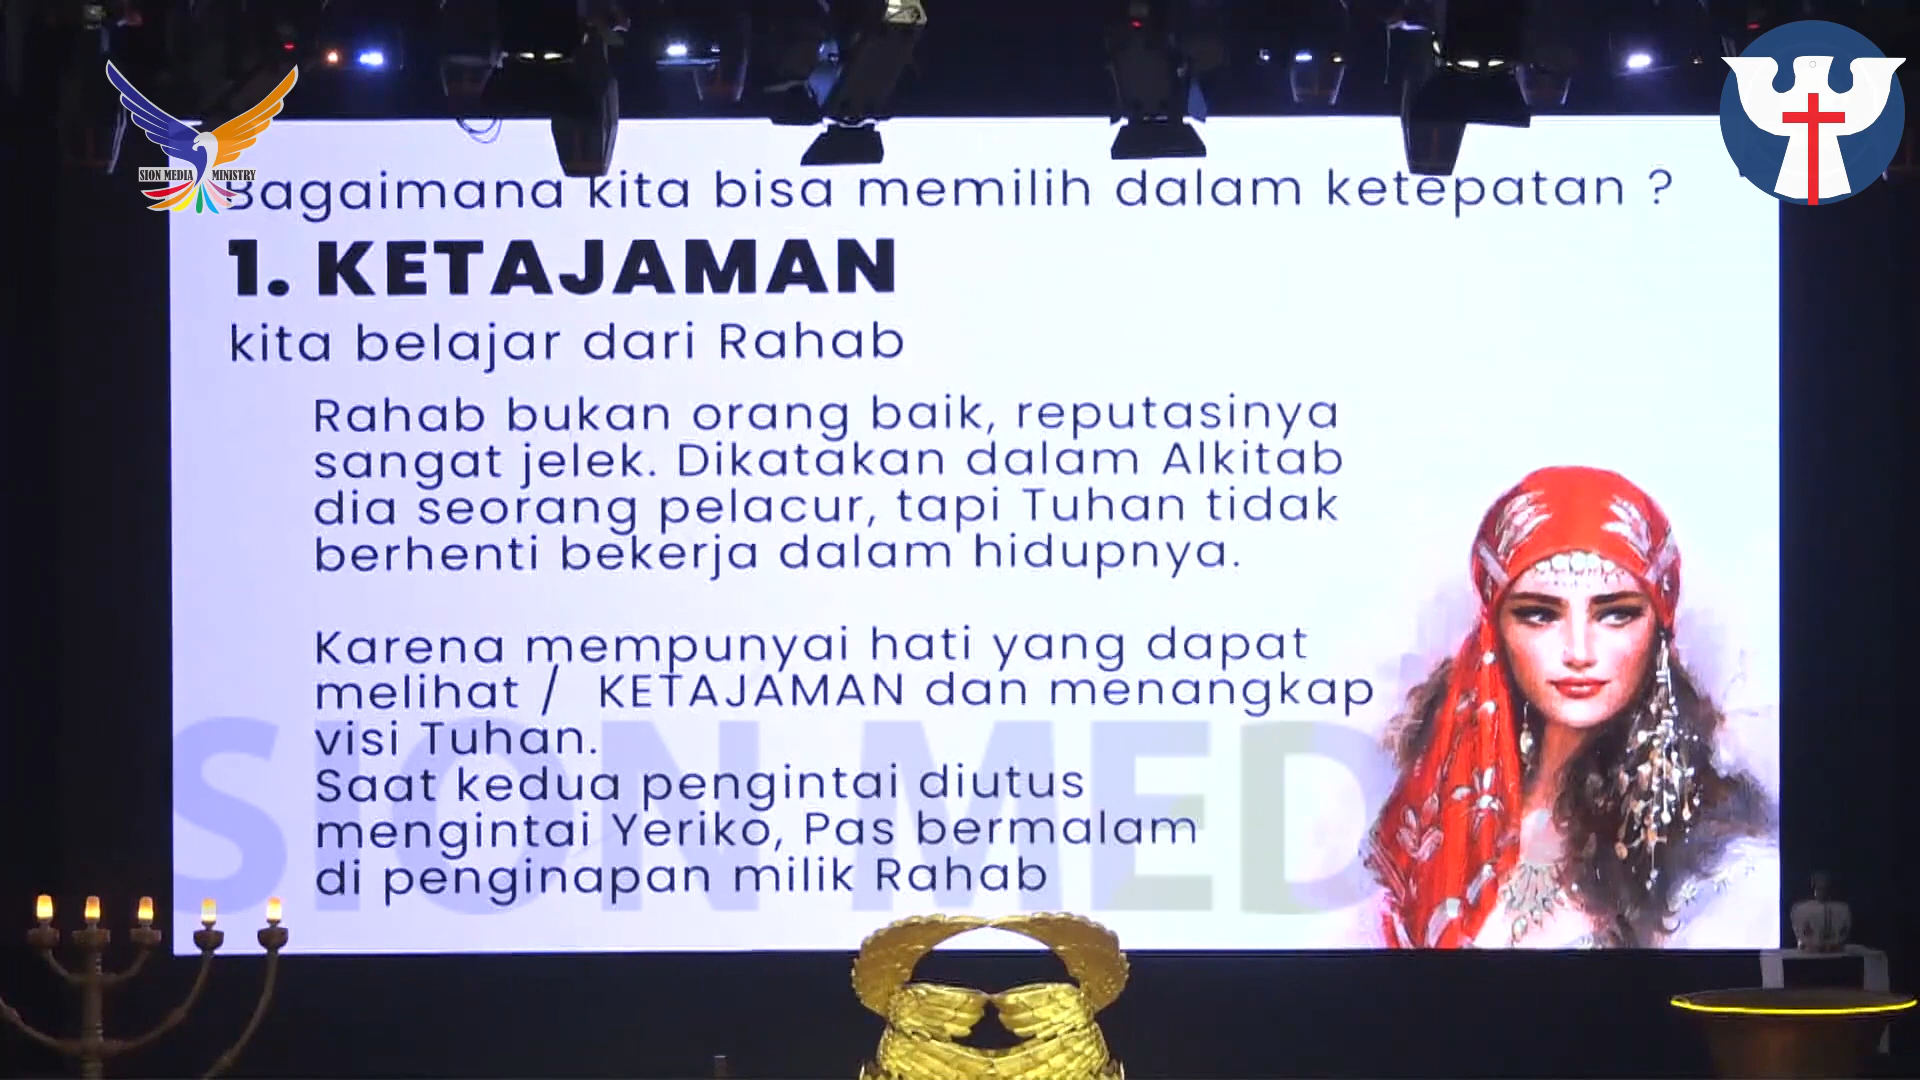 SION MEDIA MINISTRY
Bagaimana kita bisa memilih dalam ketepatan ?
1. KETAJAMAN
kita belajar dari Rahab
Rahab bukan orang baik, reputasinya
sangat jelek. Dikatakan dalam Alkitab
dia seorang pelacur, tapi Tuhan tidak
berhenti bekerja dalam hidupnya.
Karena mempunyai hati yang dapat
melihat / KETAJAMAN dan menangkap
visi Tuhan.
Saat kedua pengintai diutus
mengintai Yeriko, Pas bermalam
di penginapan milik Rahab
SION MED